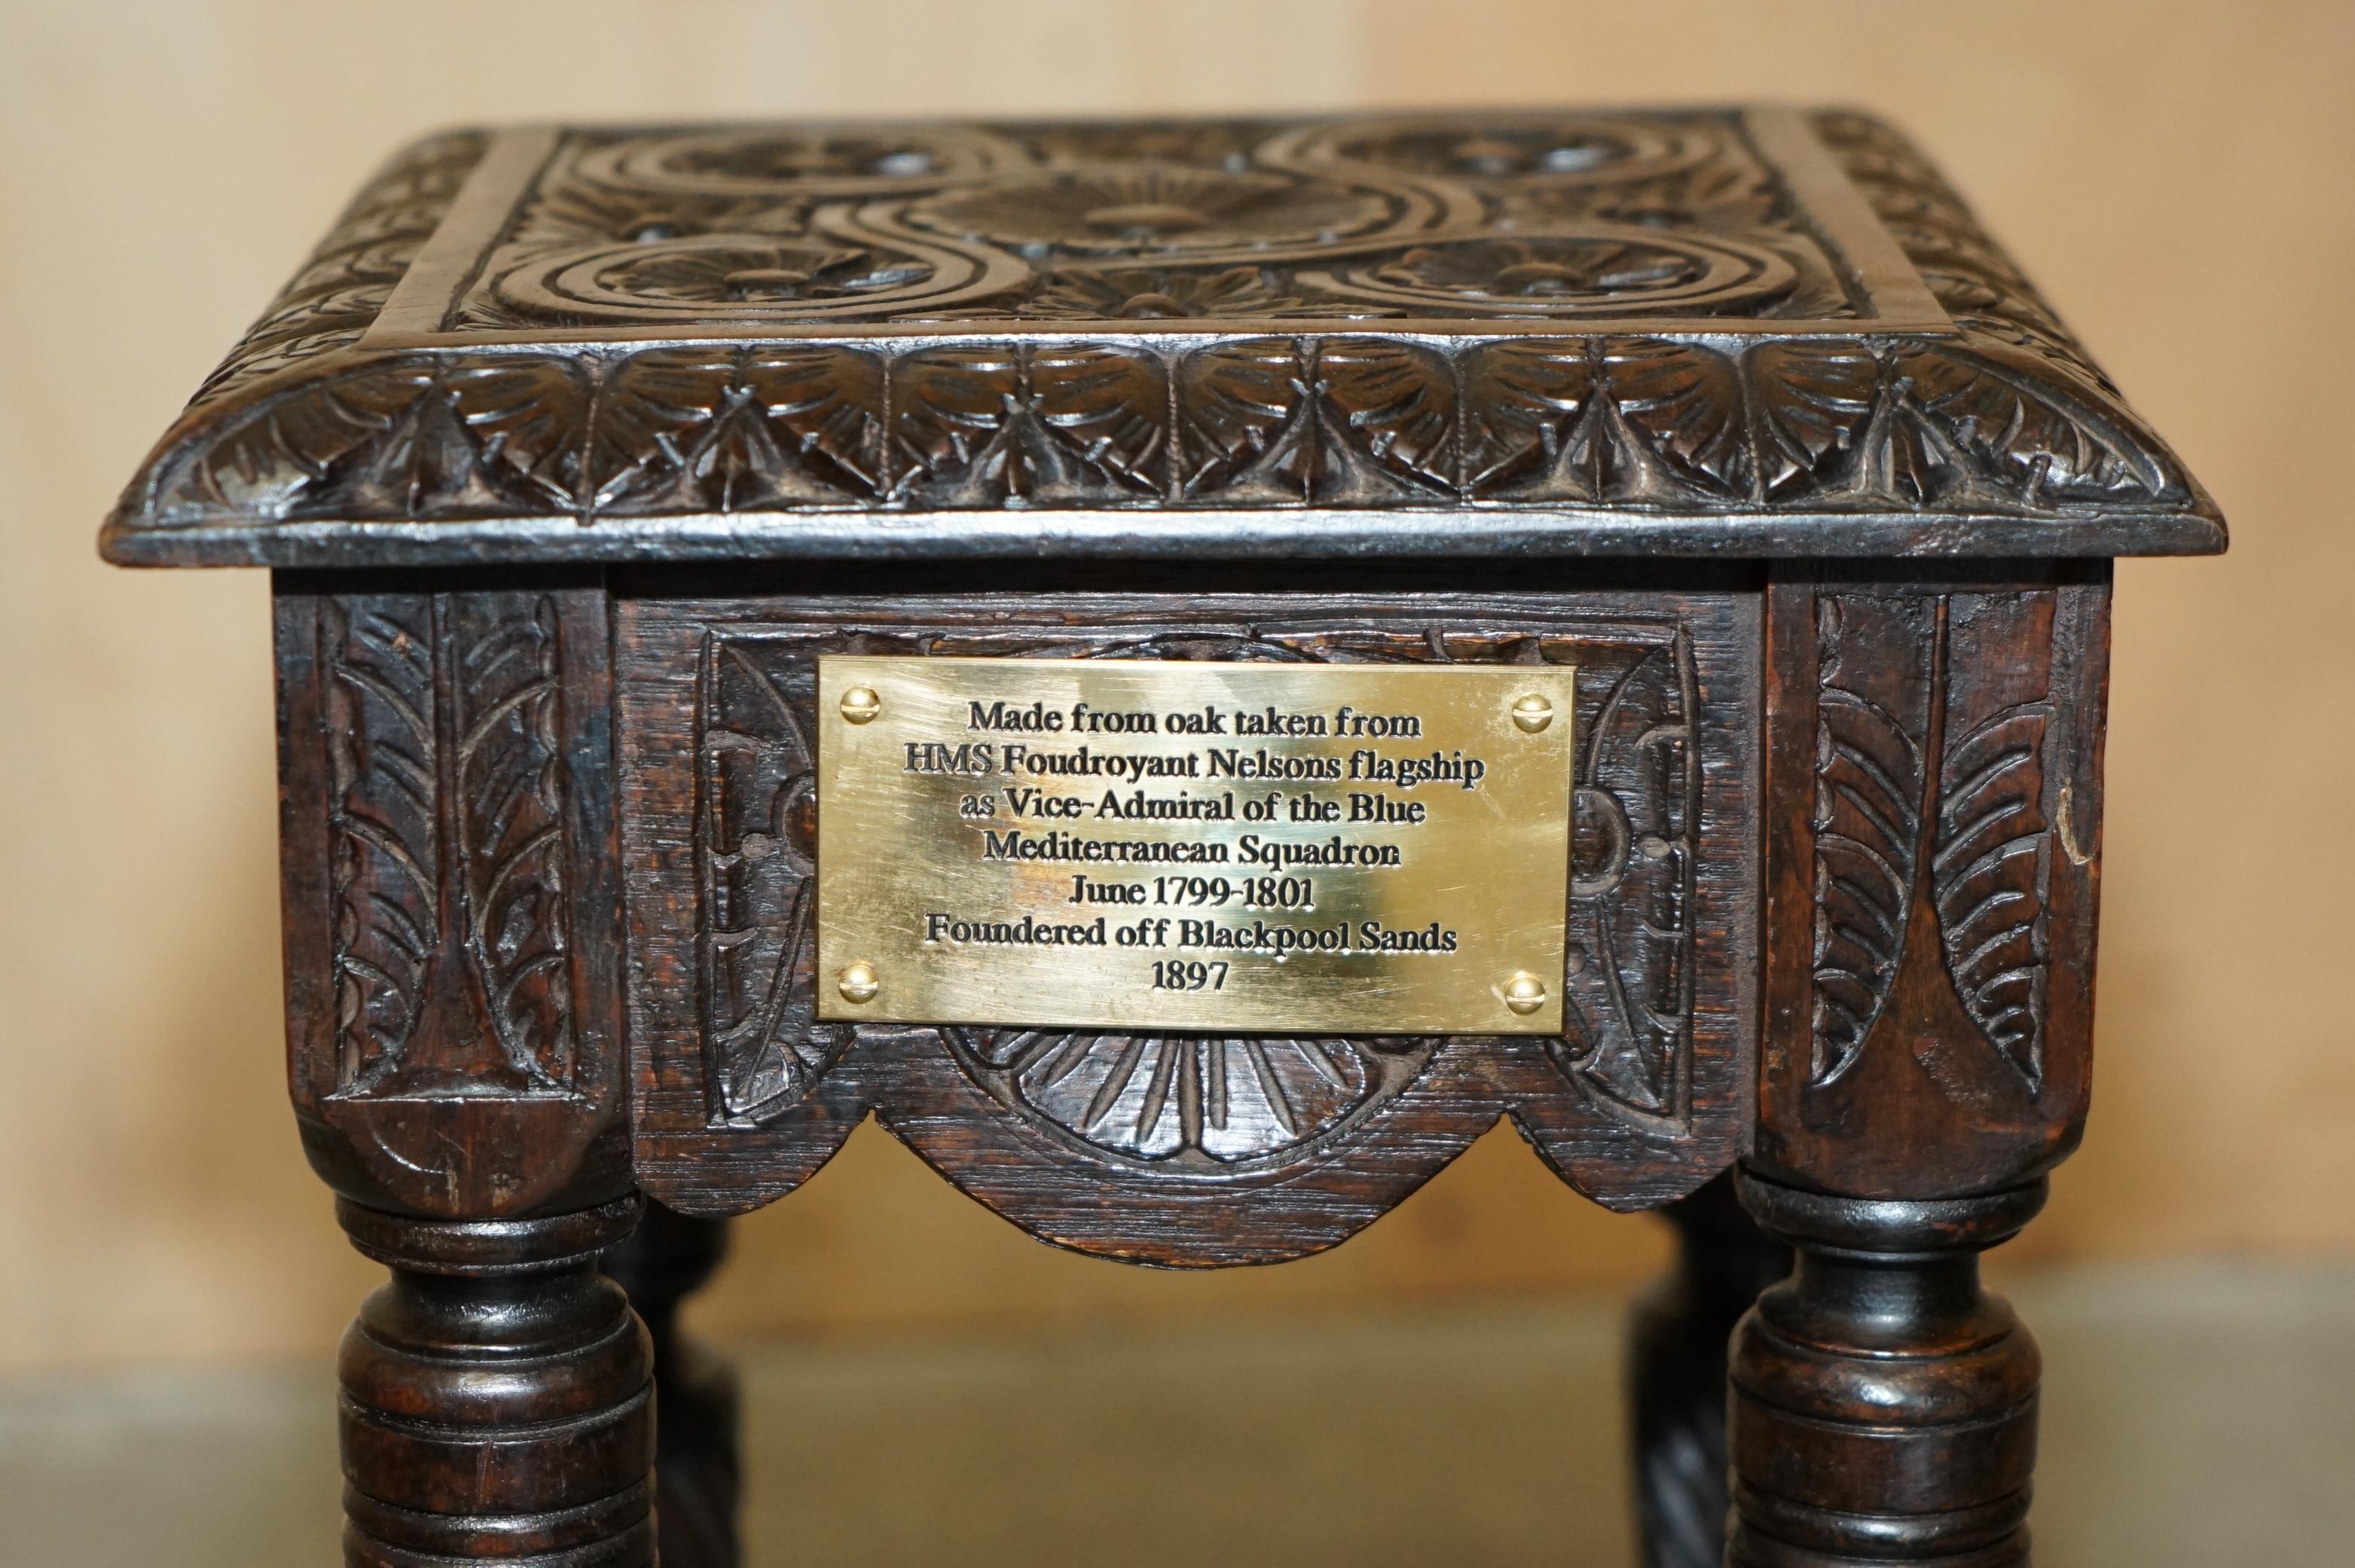 Made from oak taken from
HMS Foudroyant Nelsons flagship
as Vice-Admiral of the Blue
Mediterranean Squadron
June 1799-1801
Foundered off Blackpool Sands
1897